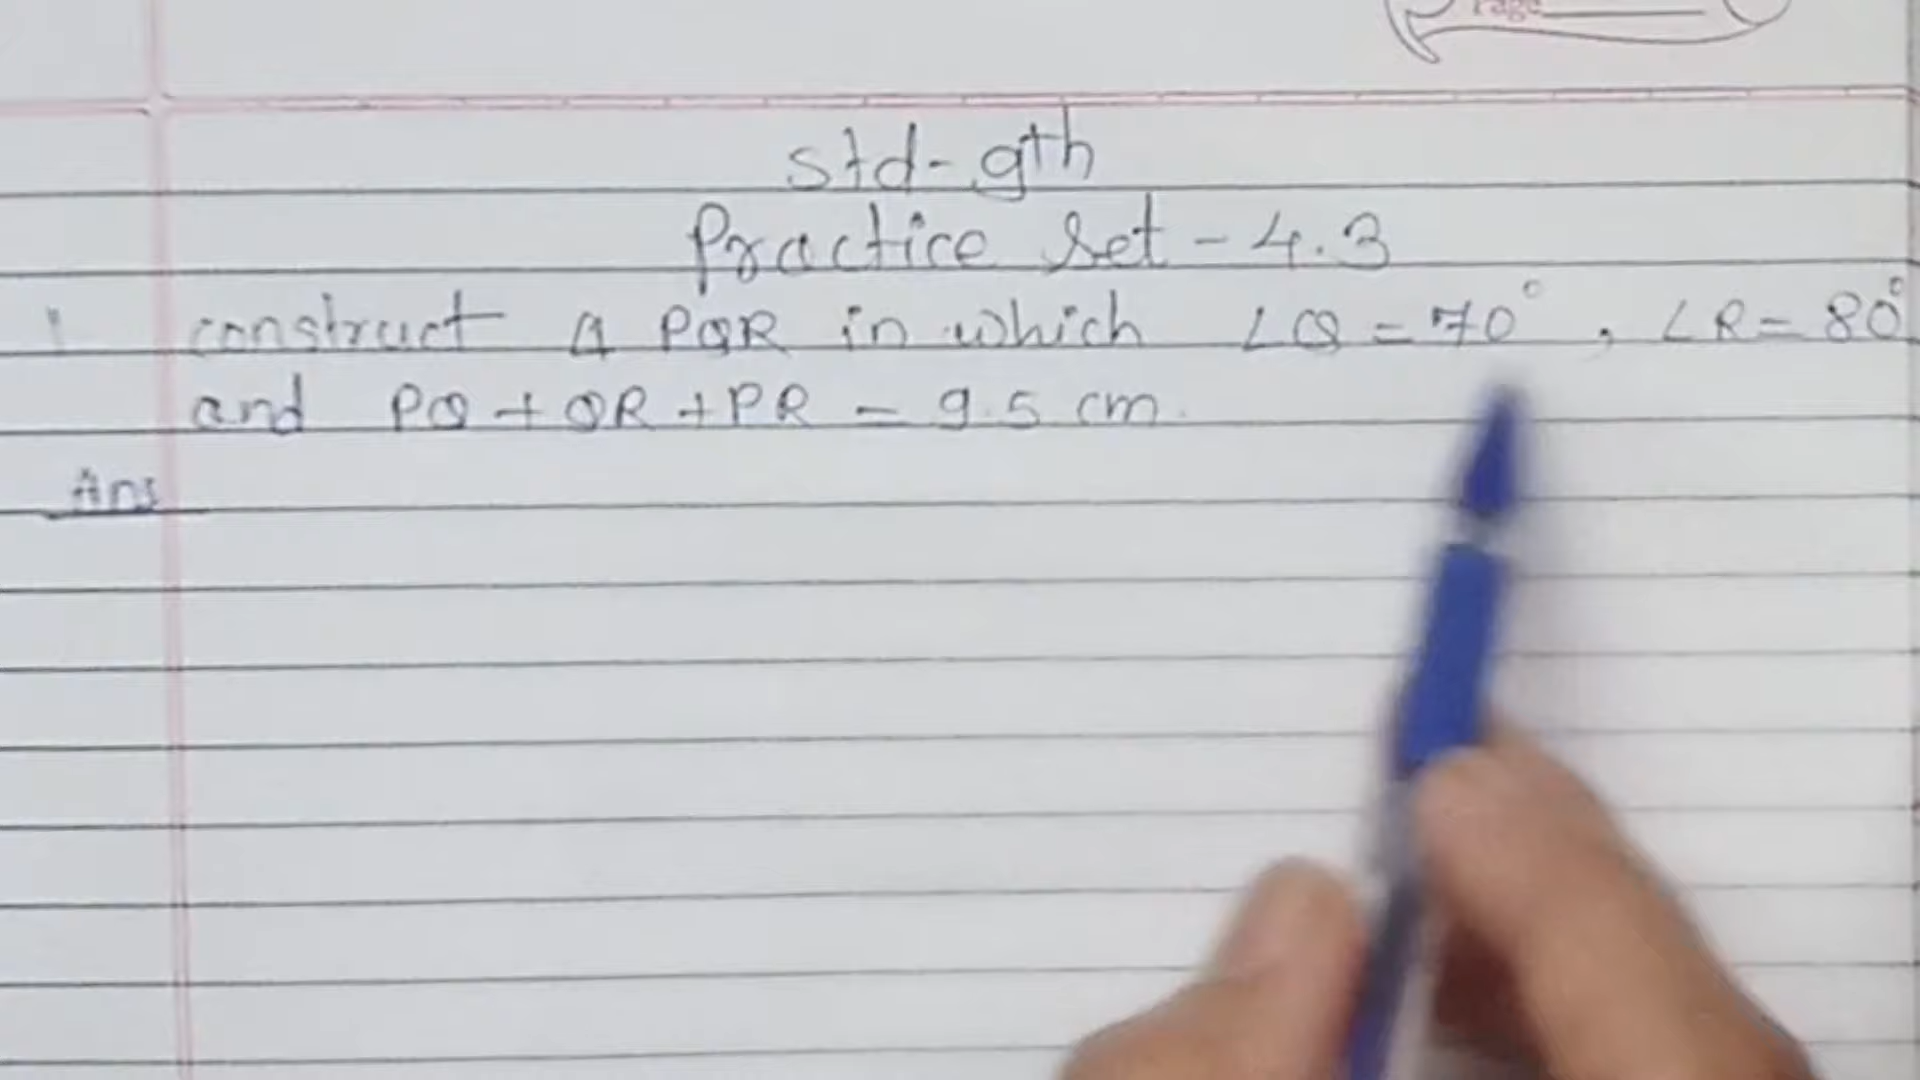 Page
std- 9th
Practice set - 4.3
1 construct Δ PQR in which ∠Q = 70° , ∠R = 80°
and PQ + QR + PR = 9.5 cm.
Ans